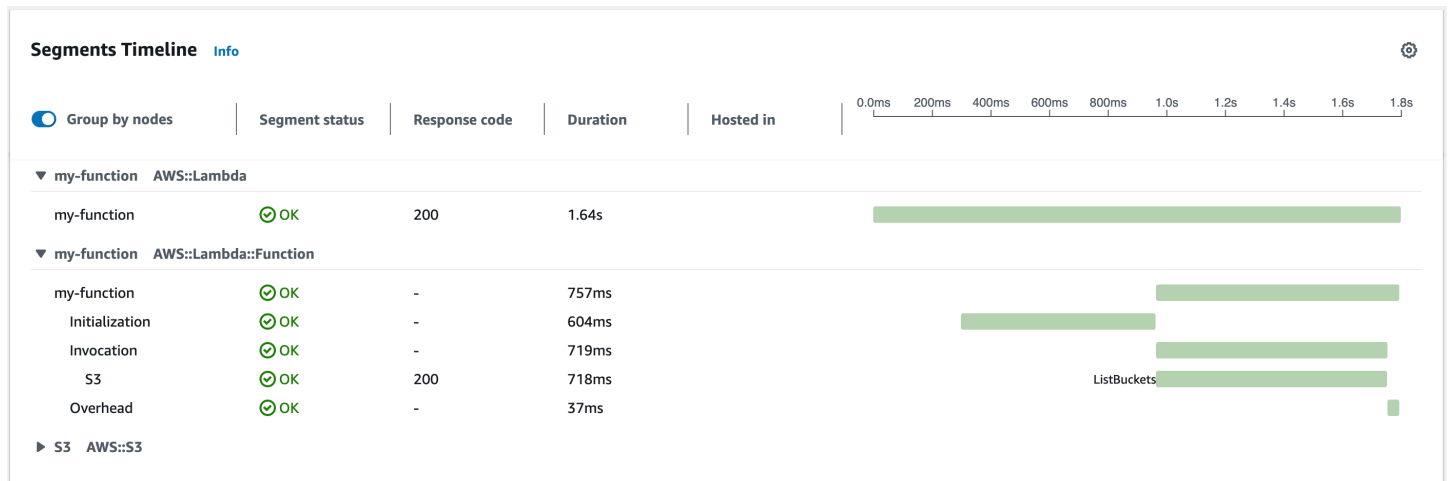 Segments Timeline Info
0.0ms 200ms 400ms 600ms 800ms 1.0s 1.2s 1.4s 1.6s 1.8s
Group by nodes Segment status Response code Duration Hosted in
my-function AWS::Lambda
my-function OK 200 1.64s
my-function AWS::Lambda::Function
my-function OK - 757ms
Initialization OK - 604ms
Invocation OK - 719ms
S3 OK 200 718ms ListBuckets
Overhead OK - 37ms
S3 AWS::S3